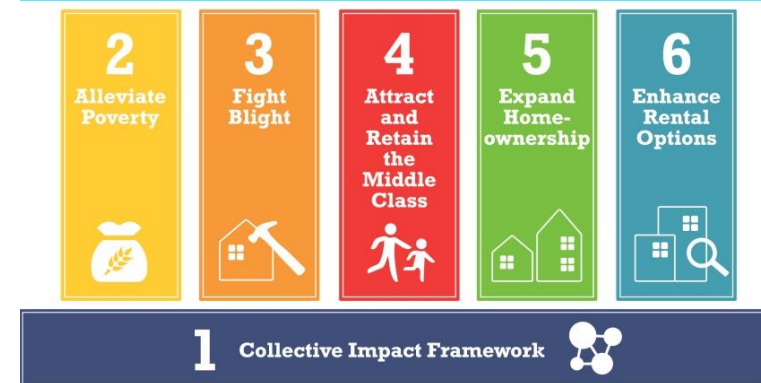 2
Alleviate
Poverty
3
Fight
Blight
4
Attract
and
Retain
the
Middle
Class
5
Expand
Home-
ownership
6
Enhance
Rental
Options
1 Collective Impact Framework